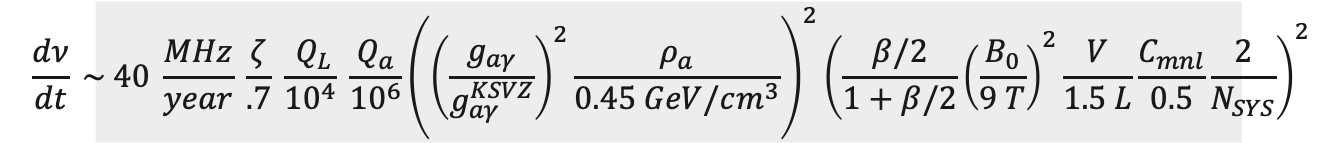 dν/dt ~ 40 MHz/year ζ/.7 Q_L/10^4 Q_a/10^6 ((g_aγ/g_aγ^KSVZ)^2 ρ_a/0.45 GeV/cm^3)^2 (β/2/1 + β/2 (B_0/9 T)^2 V/1.5 L C_mnl/0.5 2/N_SYS)^2